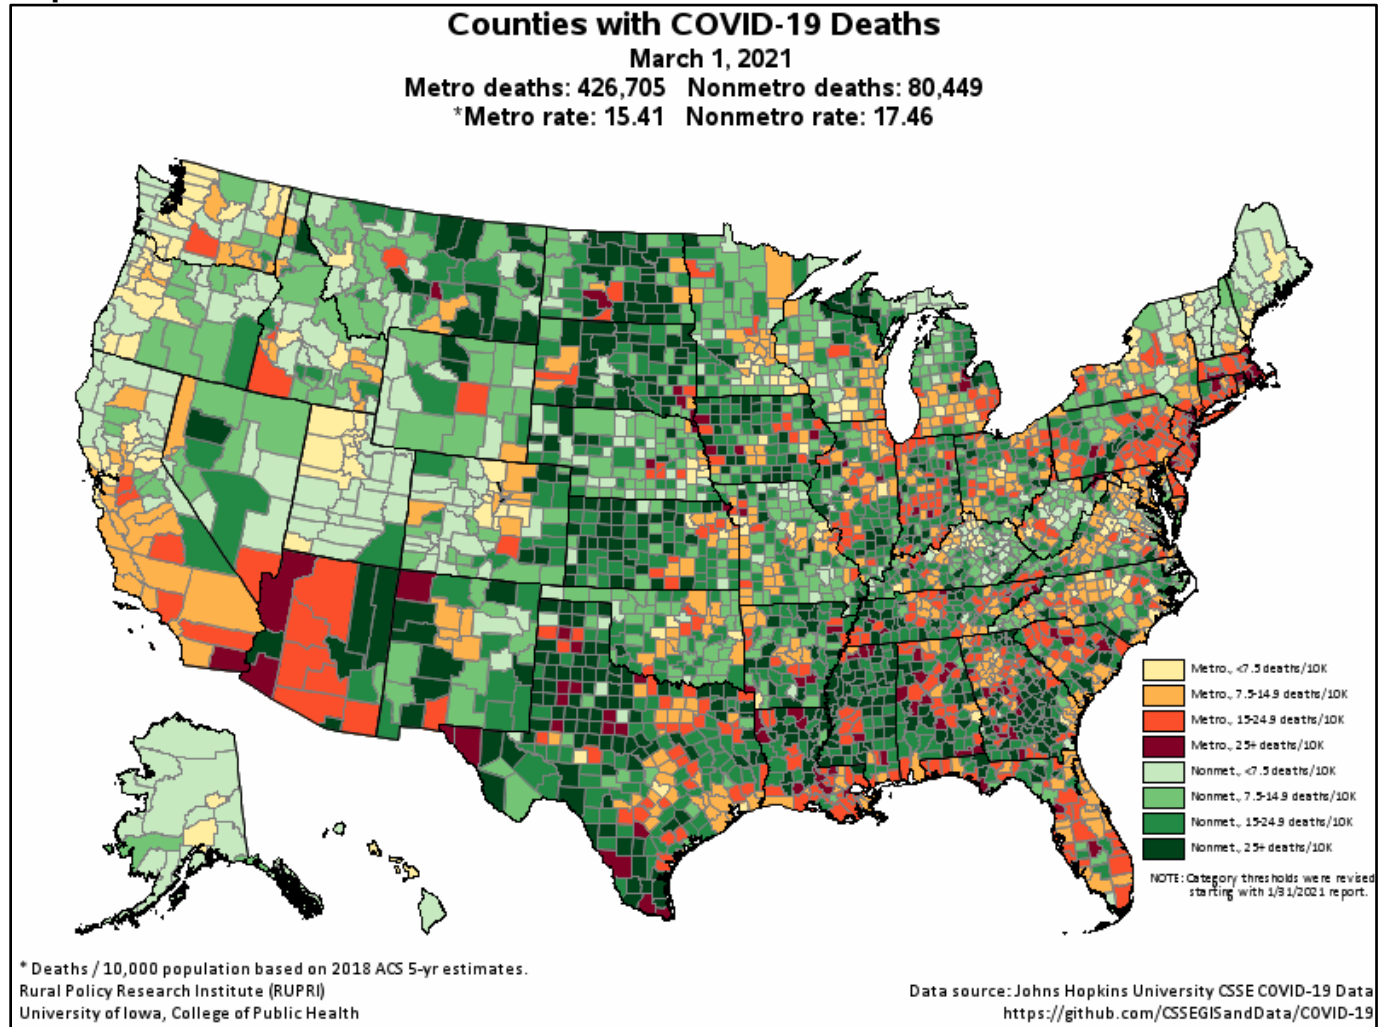 Counties with COVID-19 Deaths
March 1, 2021
Metro deaths: 426,705 Nonmetro deaths: 80,449
*Metro rate: 15.41 Nonmetro rate: 17.46
Metro., <7.5 deaths/10K
Metro., 7.5-14.9 deaths/10K
Metro., 15-24.9 deaths/10K
Metro., 25+ deaths/10K
Nonmet., <7.5 deaths/10K
Nonmet., 7.5-14.9 deaths/10K
Nonmet., 15-24.9 deaths/10K
Nonmet., 25+ deaths/10K
NOTE: Category thresholds were revised
starting with 1/31/2021 report.
* Deaths / 10,000 population based on 2018 ACS 5-yr estimates.
Rural Policy Research Institute (RUPRI)
University of Iowa, College of Public Health
Data source: Johns Hopkins University CSSE COVID-19 Data
https://github.com/CSSEGISandData/COVID-19